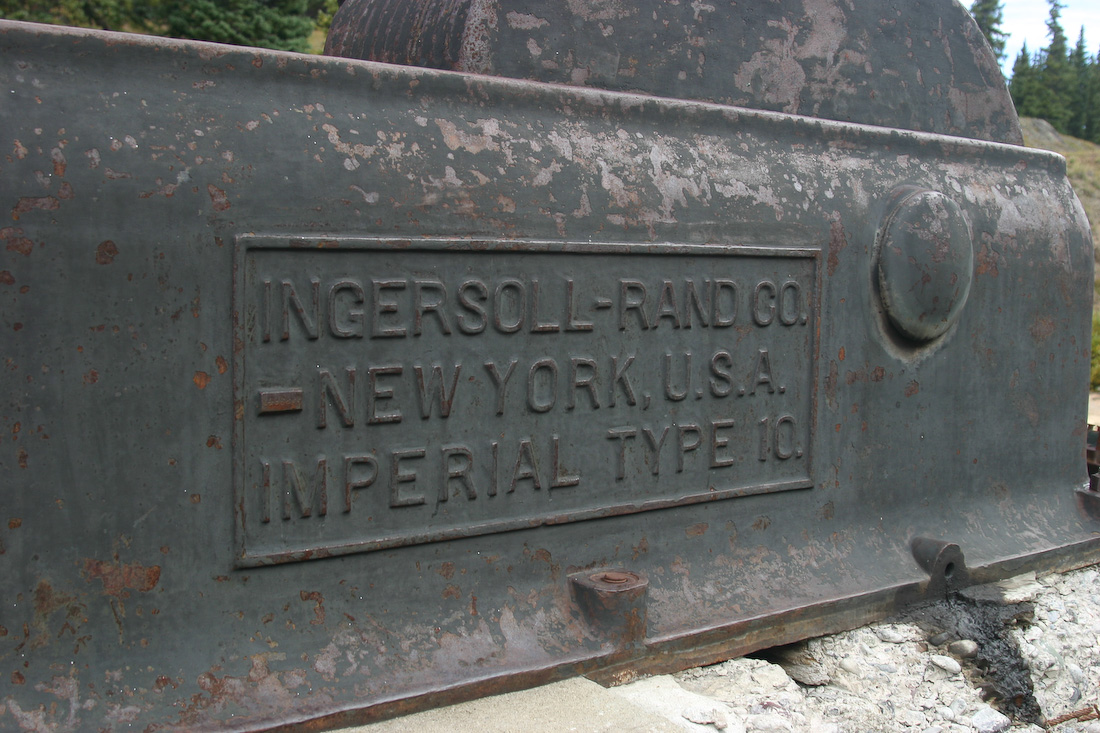 INGERSOLL-RAND CO.
-NEW YORK, U.S.A.
IMPERIAL TYPE 10.